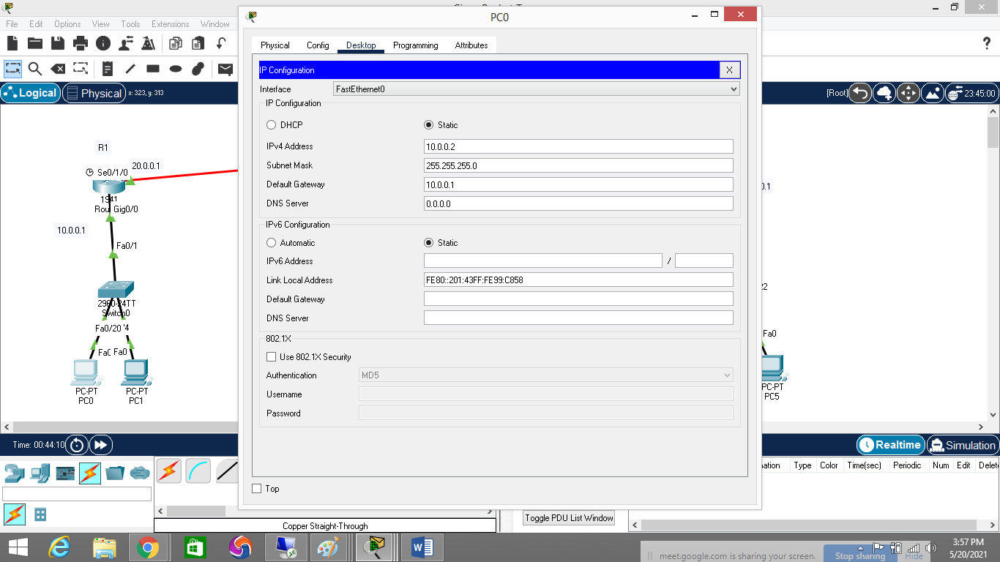 PC0
File Edit Options View Tools Extensions Window
Physical Config Desktop Programming Attributes
IP Configuration X
Interface FastEthernet0
IP Configuration
DHCP Static
IPv4 Address 10.0.0.2
Subnet Mask 255.255.255.0
Default Gateway 10.0.0.1
DNS Server 0.0.0.0
IPv6 Configuration
Automatic Static
IPv6 Address /
Link Local Address FE80::201:43FF:FE99:C858
Default Gateway
DNS Server
802.1X
Use 802.1X Security
Authentication MD5
Username
Password
Top
Logical Physical x: 323, y: 313 [Root] 23:45:00
R1
20.0.0.1
Se0/1/0
1941
Rou Gig0/0
10.0.0.1
Fa0/1
2960-24TT
Switch0
Fa0/20 '4
Fa0 Fa0
PC-PT PC-PT
PC0 PC1
0.1
Fa0
PC-PT
PC5
Time: 00:44:10 Realtime Simulation
Type Color Time(sec) Periodic Num Edit
Toggle PDU List Window
Copper Straight-Through
meet.google.com is sharing your screen. Stop sharing Hide
3:57 PM
5/20/2021